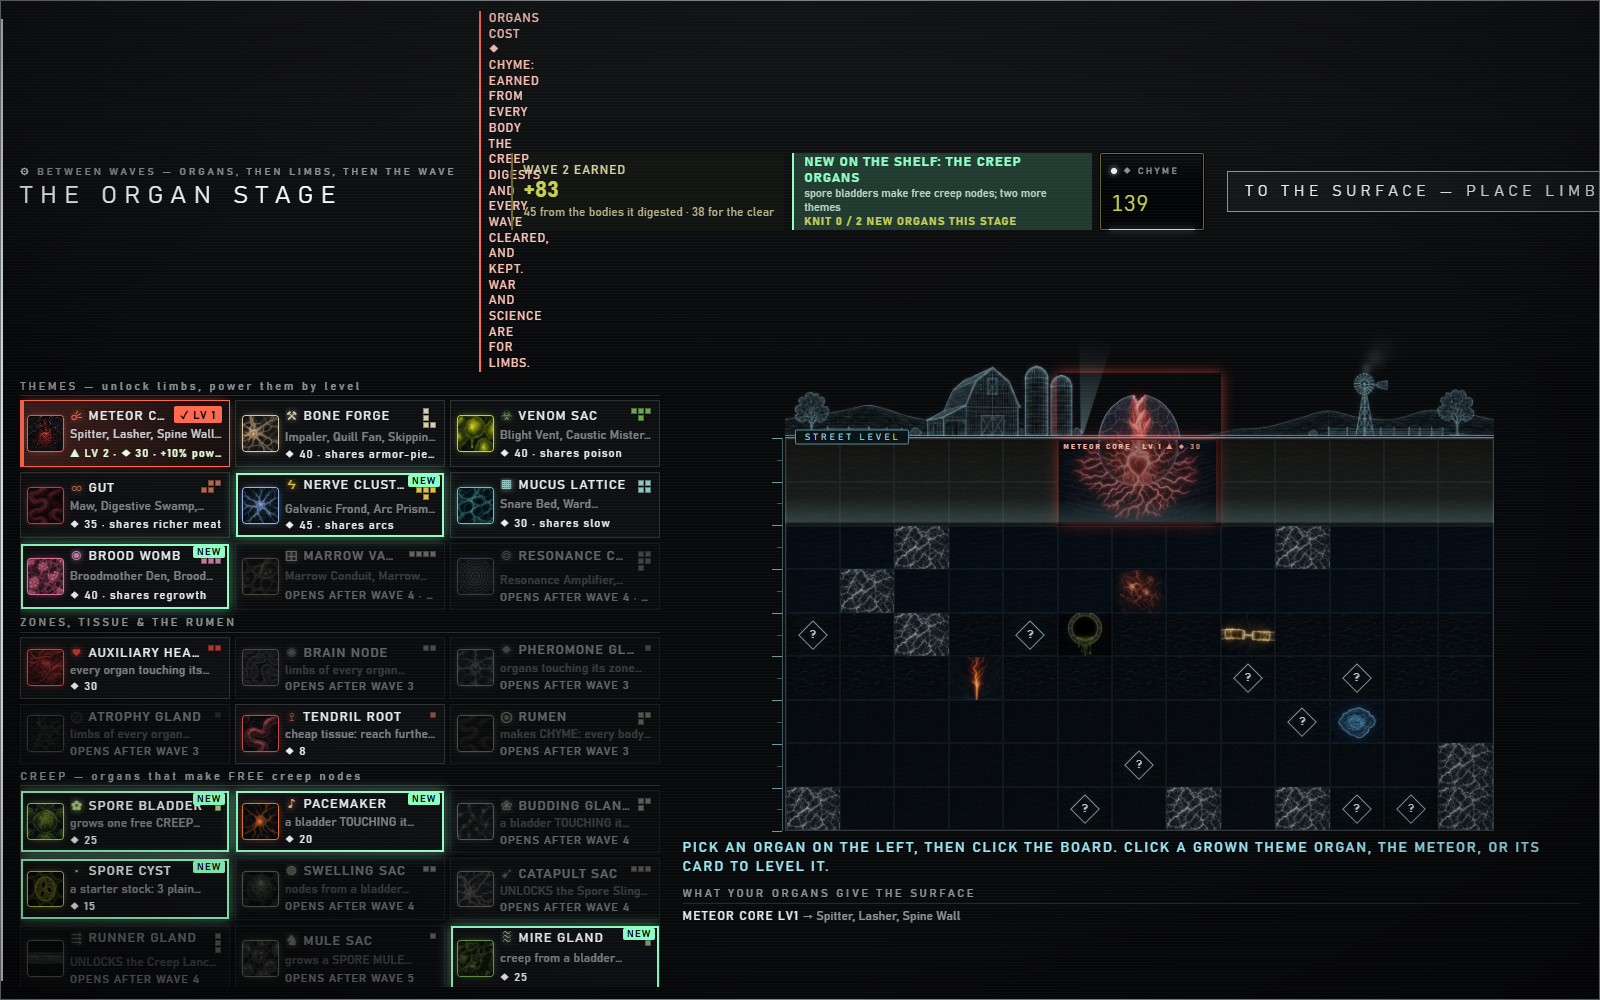 ORGANS
COST
◆
CHYME:
EARNED
FROM
EVERY
BODY
THE
CREEP
DIGESTS
AND
EVERY
WAVE
CLEARED,
AND
KEPT.
WAR
AND
SCIENCE
ARE
FOR
LIMBS.
BETWEEN WAVES — ORGANS, THEN LIMBS, THEN THE WAVE
THE ORGAN STAGE
WAVE 2 EARNED
+83
45 from the bodies it digested · 38 for the clear
NEW ON THE SHELF: THE CREEP
ORGANS
spore bladders make free creep nodes; two more
themes
KNIT 0 / 2 NEW ORGANS THIS STAGE
◆ CHYME
139
TO THE SURFACE — PLACE LIMB
THEMES — unlock limbs, power them by level
METEOR C... ✓ LV 1
Spitter, Lasher, Spine Wall...
▲ LV 2 · ◆ 30 · +10% pow...
BONE FORGE
Impaler, Quill Fan, Skippin...
◆ 40 · shares armor-pie...
VENOM SAC
Blight Vent, Caustic Mister...
◆ 40 · shares poison
GUT
Maw, Digestive Swamp,...
◆ 35 · shares richer meat
NERVE CLUST... NEW
Galvanic Frond, Arc Prism...
◆ 45 · shares arcs
MUCUS LATTICE
Snare Bed, Ward...
◆ 30 · shares slow
BROOD WOMB NEW
Broodmother Den, Brood...
◆ 40 · shares regrowth
MARROW VA...
Marrow Conduit, Marrow...
OPENS AFTER WAVE 4 · ...
RESONANCE C...
Resonance Amplifier,...
OPENS AFTER WAVE 4 · ...
ZONES, TISSUE & THE RUMEN
AUXILIARY HEA...
every organ touching its...
◆ 30
BRAIN NODE
limbs of every organ...
OPENS AFTER WAVE 3
PHEROMONE GL...
organs touching its zone...
OPENS AFTER WAVE 3
ATROPHY GLAND
limbs of every organ...
OPENS AFTER WAVE 3
TENDRIL ROOT
cheap tissue: reach furthe...
◆ 8
RUMEN
makes CHYME: every body...
OPENS AFTER WAVE 3
CREEP — organs that make FREE creep nodes
SPORE BLADDER NEW
grows one free CREEP...
◆ 25
PACEMAKER NEW
a bladder TOUCHING it...
◆ 20
BUDDING GLAN...
a bladder TOUCHING it...
OPENS AFTER WAVE 4
SPORE CYST NEW
a starter stock: 3 plain...
◆ 15
SWELLING SAC
nodes from a bladder...
OPENS AFTER WAVE 4
CATAPULT SAC
UNLOCKS the Spore Sling...
OPENS AFTER WAVE 4
RUNNER GLAND
UNLOCKS the Creep Lanc...
OPENS AFTER WAVE 4
MULE SAC
grows a SPORE MULE...
OPENS AFTER WAVE 5
MIRE GLAND NEW
creep from a bladder...
◆ 25
STREET LEVEL
METEOR CORE · LV 1 ▲ ◆ 30
?
?
?
?
?
?
?
?
?
PICK AN ORGAN ON THE LEFT, THEN CLICK THE BOARD. CLICK A GROWN THEME ORGAN, THE METEOR, OR ITS
CARD TO LEVEL IT.
WHAT YOUR ORGANS GIVE THE SURFACE
METEOR CORE LV1 → Spitter, Lasher, Spine Wall